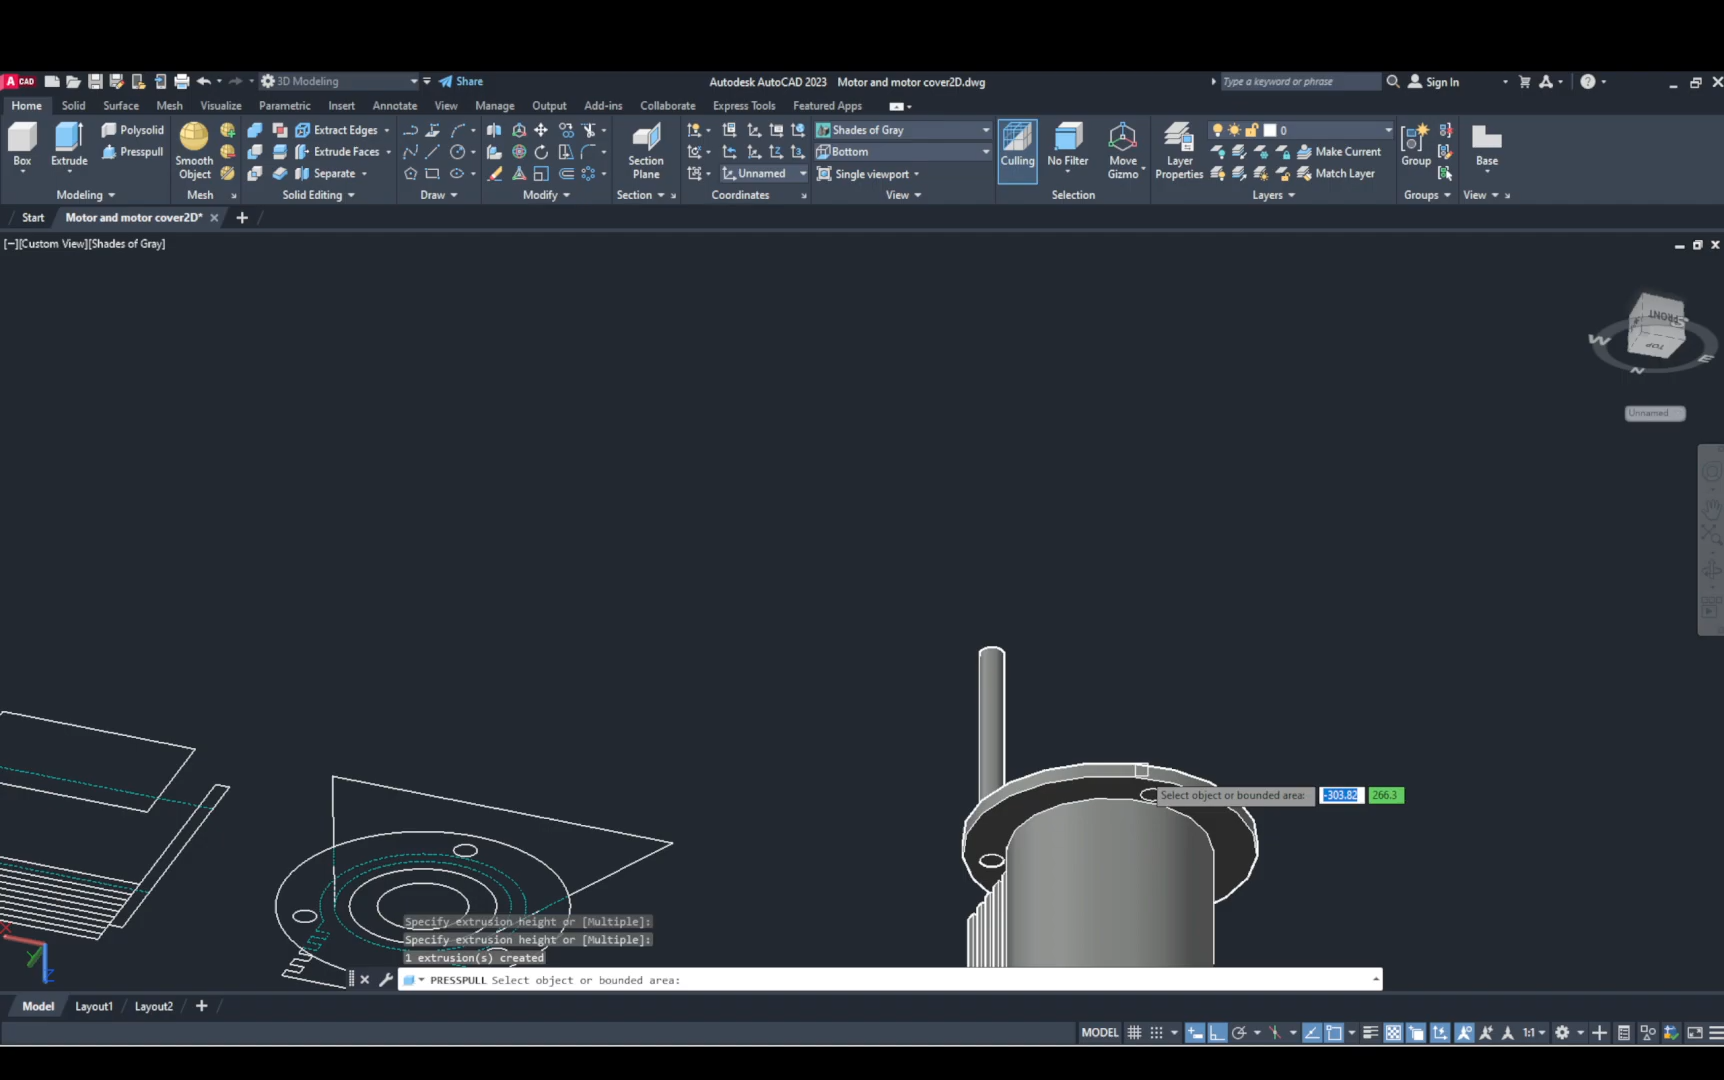 A CAD 3D Modeling Share Autodesk AutoCAD 2023 Motor and motor cover2D.dwg Type a keyword or phrase Sign In
Home Solid Surface Mesh Visualize Parametric Insert Annotate View Manage Output Add-ins Collaborate Express Tools Featured Apps
Polysolid Extract Edges Shades of Gray 0
Presspull Extrude Faces Bottom Make Current
Box Extrude Smooth Object Separate Section Plane Unnamed Single viewport Culling No Filter Move Gizmo Layer Properties Match Layer Group Base
Modeling Mesh Solid Editing Draw Modify Section Coordinates View Selection Layers Groups View
Start Motor and motor cover2D*
[−][Custom View][Shades of Gray]
FRONT
S
W
TOP
E
N
Unnamed
Select object or bounded area: -303.82 266.3
X
Y
Z
Specify extrusion height or [Multiple]:
Specify extrusion height or [Multiple]:
1 extrusion(s) created
PRESSPULL Select object or bounded area:
Model Layout1 Layout2
MODEL 1:1